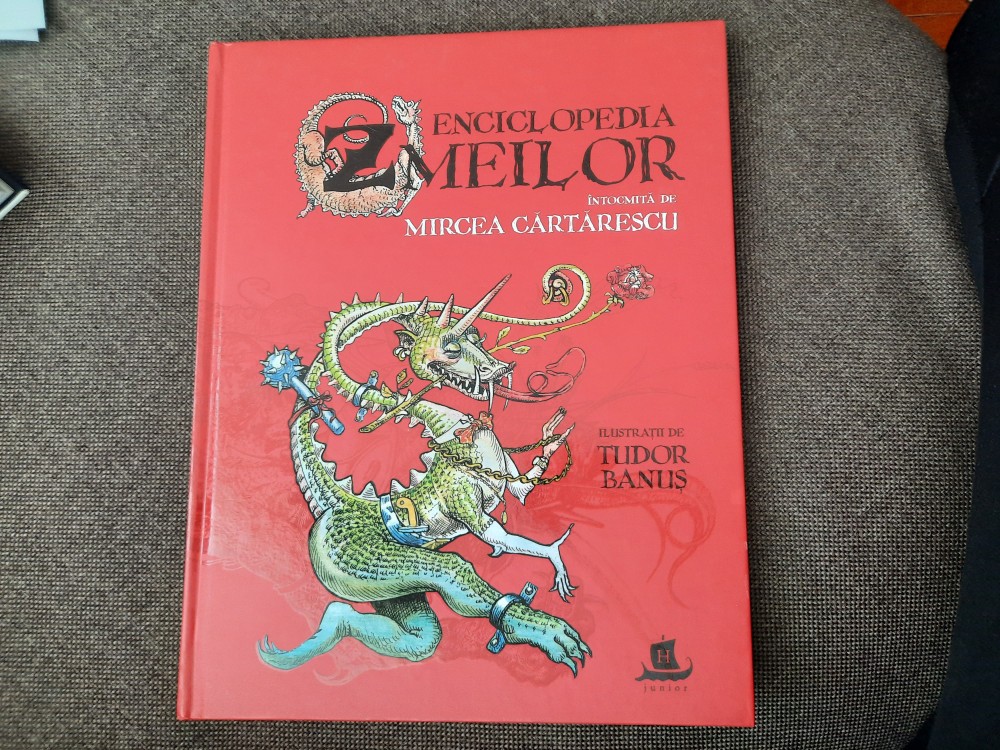 ENCICLOPEDIA
ZMEILOR
ÎNTOCMITĂ DE
MIRCEA CĂRTĂRESCU
ILUSTRAȚII DE
TUDOR
BANUȘ
H
junior